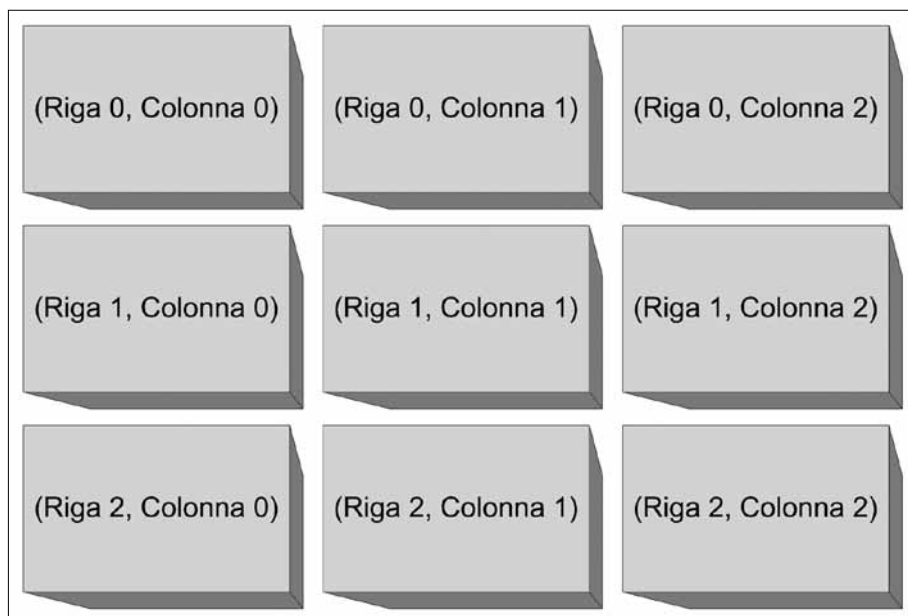 (Riga 0, Colonna 0) (Riga 0, Colonna 1) (Riga 0, Colonna 2)
(Riga 1, Colonna 0) (Riga 1, Colonna 1) (Riga 1, Colonna 2)
(Riga 2, Colonna 0) (Riga 2, Colonna 1) (Riga 2, Colonna 2)